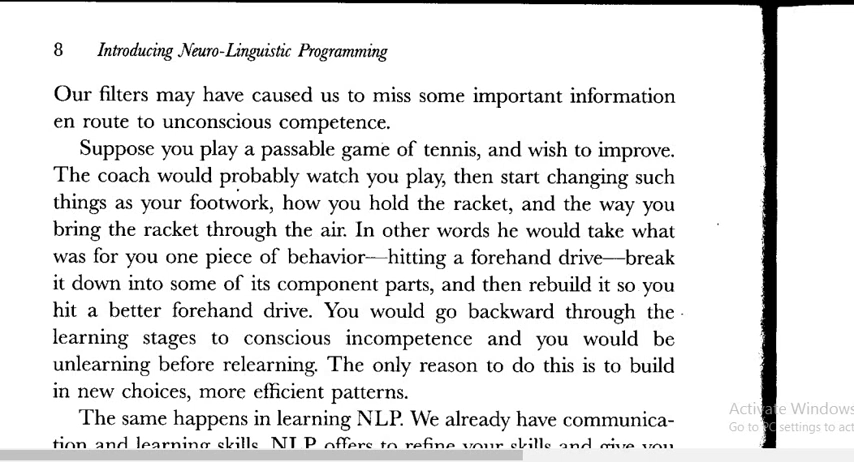 8 Introducing Neuro-Linguistic Programming
Our filters may have caused us to miss some important information
en route to unconscious competence.
Suppose you play a passable game of tennis, and wish to improve.
The coach would probably watch you play, then start changing such
things as your footwork, how you hold the racket, and the way you
bring the racket through the air. In other words he would take what
was for you one piece of behavior—hitting a forehand drive—break
it down into some of its component parts, and then rebuild it so you
hit a better forehand drive. You would go backward through the
learning stages to conscious incompetence and you would be
unlearning before relearning. The only reason to do this is to build
in new choices, more efficient patterns.
The same happens in learning NLP. We already have communica-
tion and learning skills. NLP offers to refine your skills and give you
Activate Windows
Go to PC settings to act